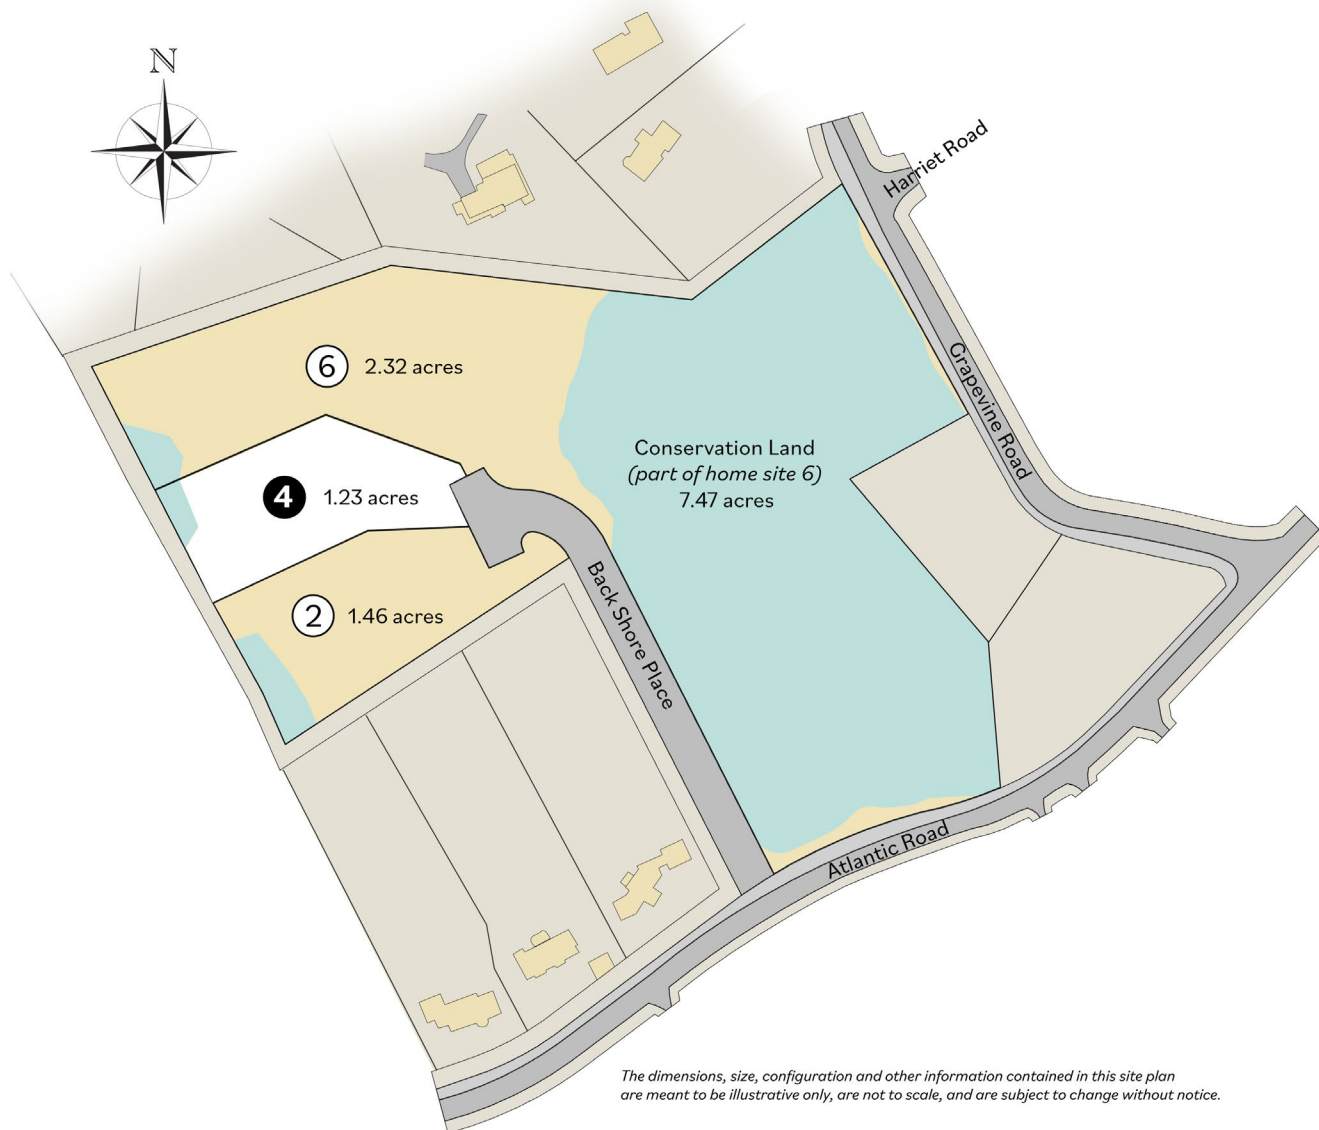 N
Harriet Road
Grapevine Road
6 2.32 acres
Conservation Land
(part of home site 6)
7.47 acres
4 1.23 acres
2 1.46 acres
Back Shore Place
Atlantic Road
The dimensions, size, configuration and other information contained in this site plan
are meant to be illustrative only, are not to scale, and are subject to change without notice.